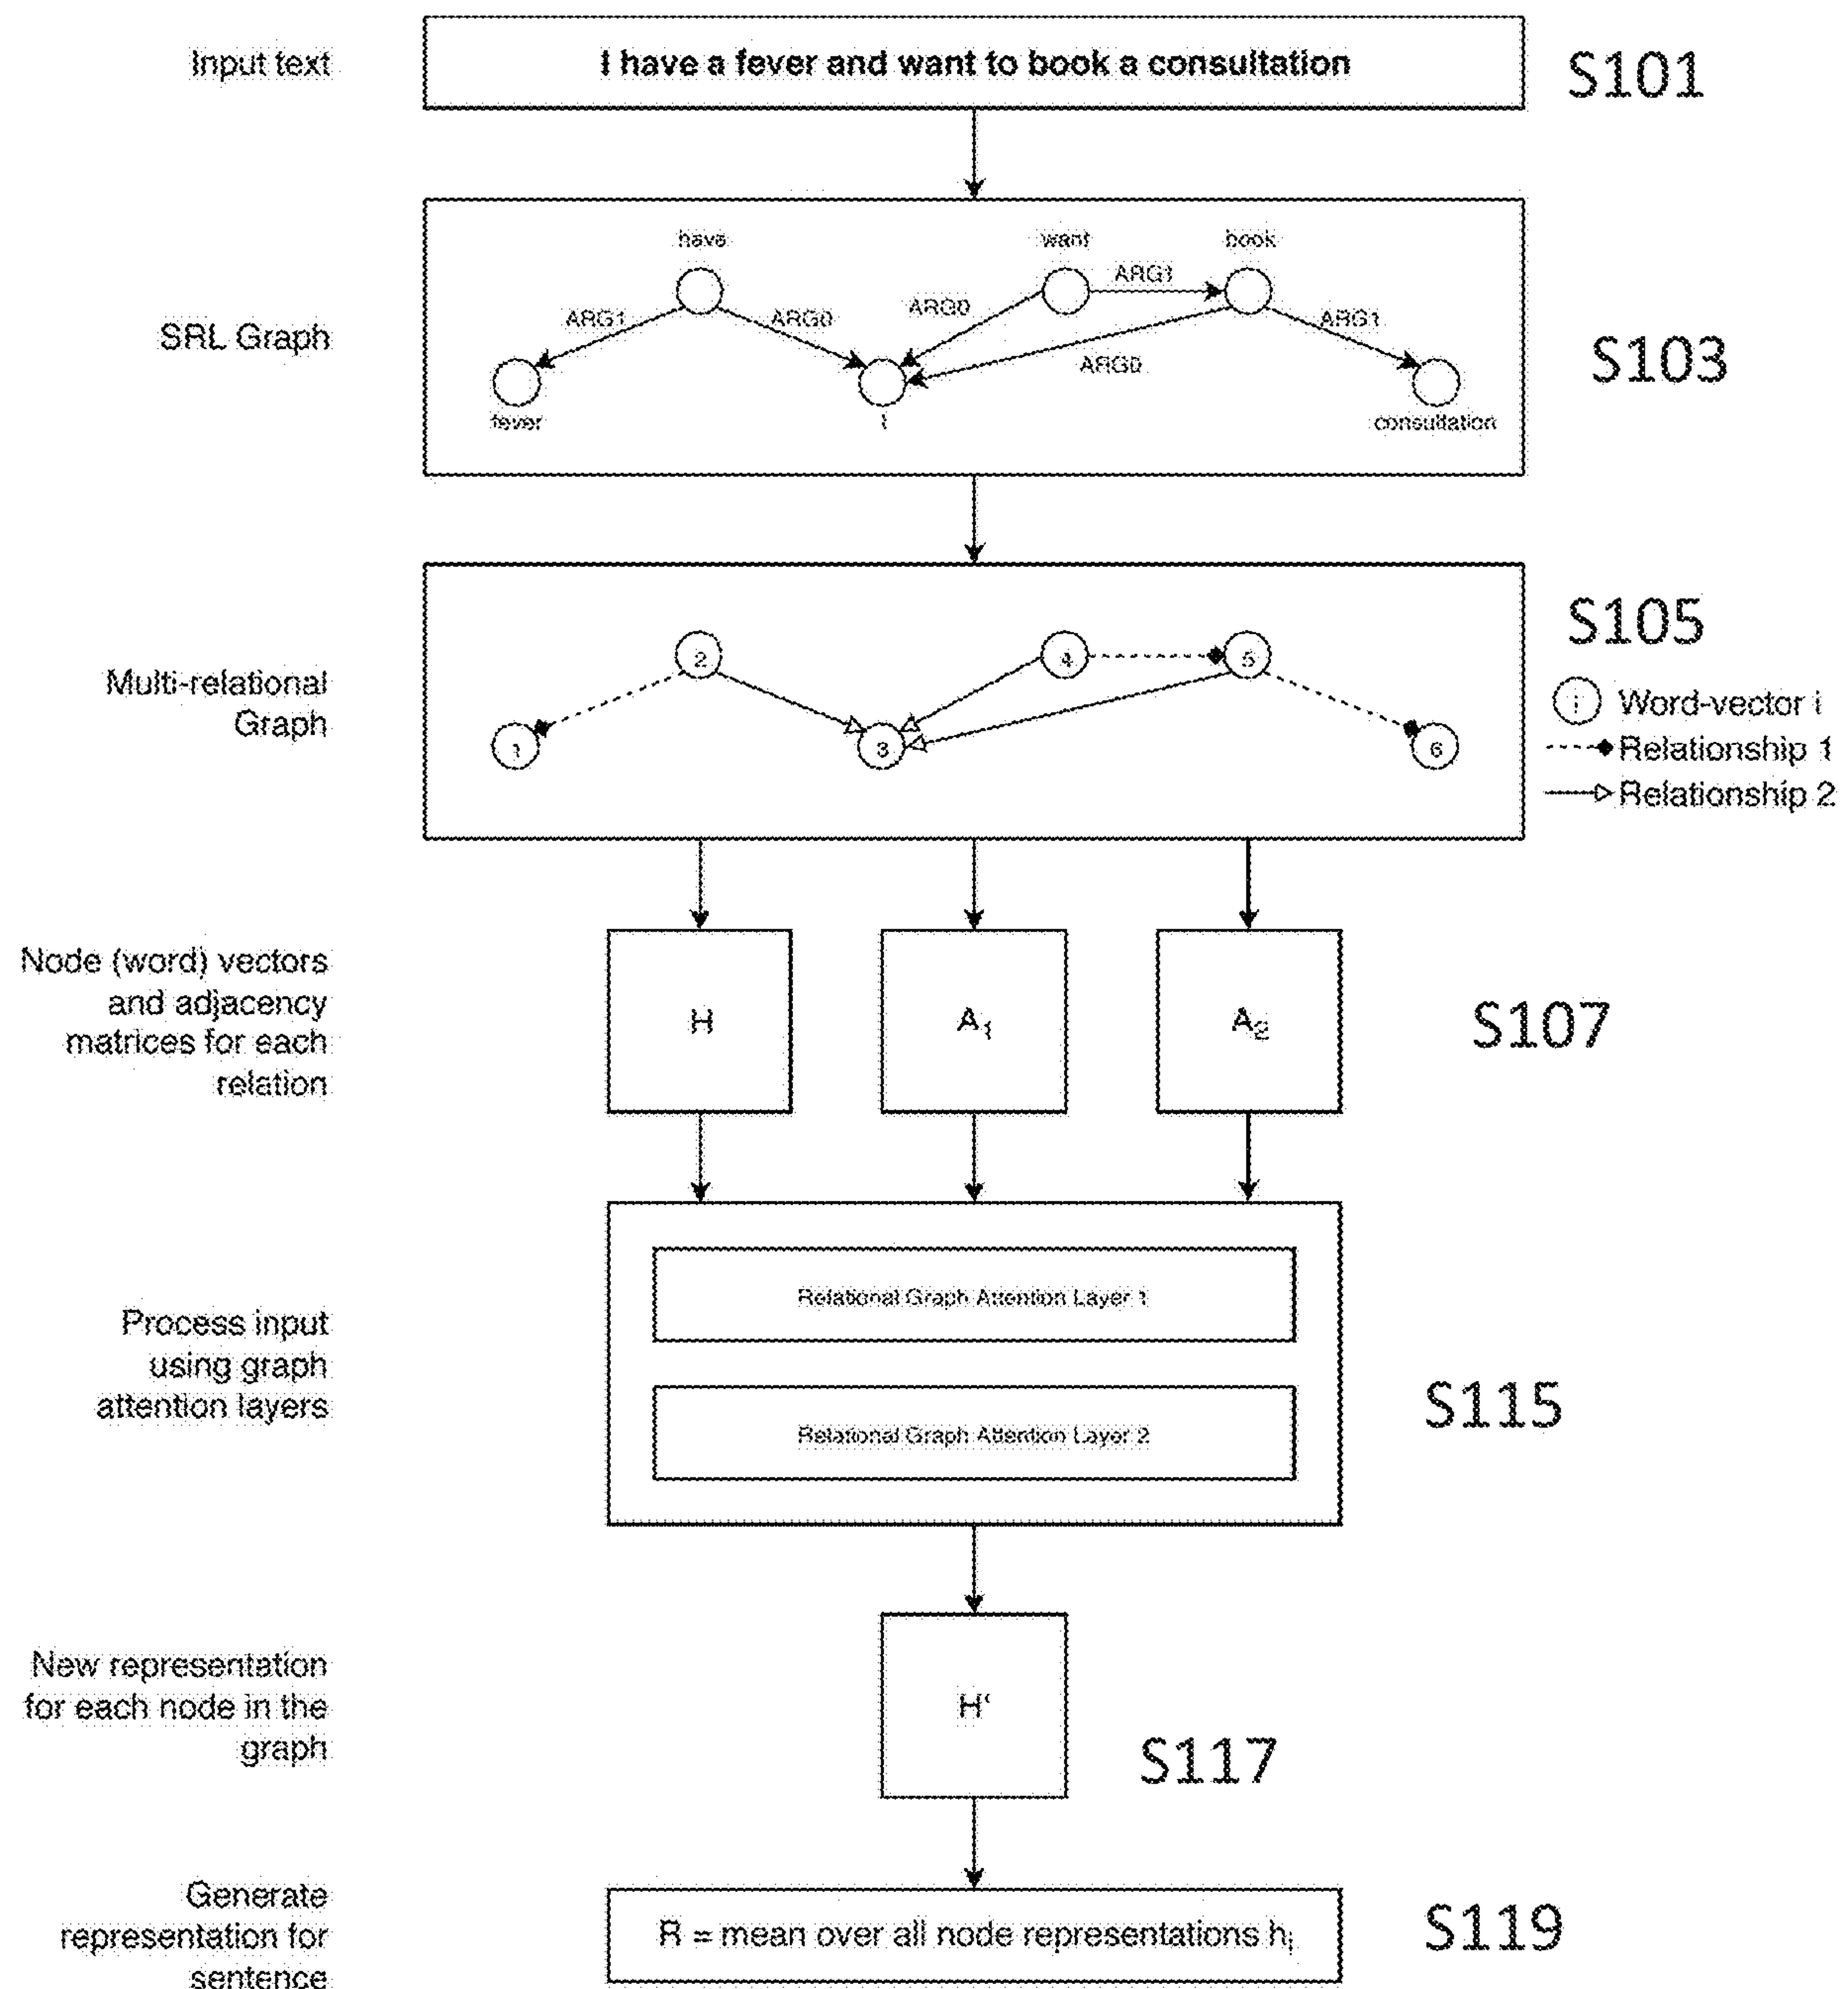 Input text
I have a fever and want to book a consultation
S101
SRL Graph
have
want
book
ARG1
ARG1
ARG0
ARG0
ARG1
ARG0
fever
I
consultation
S103
Multi-relational
Graph
2
4
5
1
3
6
S105
i Word-vector i
Relationship 1
Relationship 2
Node (word) vectors
and adjacency
matrices for each
relation
H
A₁
A₂
S107
Process input
using graph
attention layers
Relational Graph Attention Layer 1
Relational Graph Attention Layer 2
S115
New representation
for each node in the
graph
H‘
S117
Generate
representation for
sentence
R = mean over all node representations hᵢ
S119